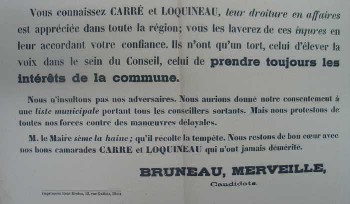 Vous connaissez CARRÉ et LOQUINEAU, leur droiture en affaires
est appréciée dans toute la région; vous les laverez de ces injures en
leur accordant votre confiance. Ils n'ont qu'un tort, celui d'élever la
voix dans le sein du Conseil, celui de prendre toujours les
intérêts de la commune.
Nous n'insultons pas nos adversaires. Nous aurions donné notre consentement à
une liste municipale portant tous les conseillers sortants. Mais nous protestons de
toutes nos forces contre des manœuvres déloyales.
M. le Maire sème la haine; qu'il récolte la tempête. Nous restons de bon cœur avec
nos bons camarades CARRE et LOQUINEAU qui n'ont jamais démérité.
BRUNEAU, MERVEILLE,
Candidats.
Imprimerie